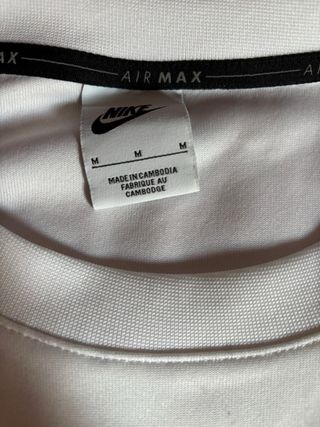 AIR MAX
NIKE
M M M
MADE IN CAMBODIA
FABRIQUE AU
CAMBODGE